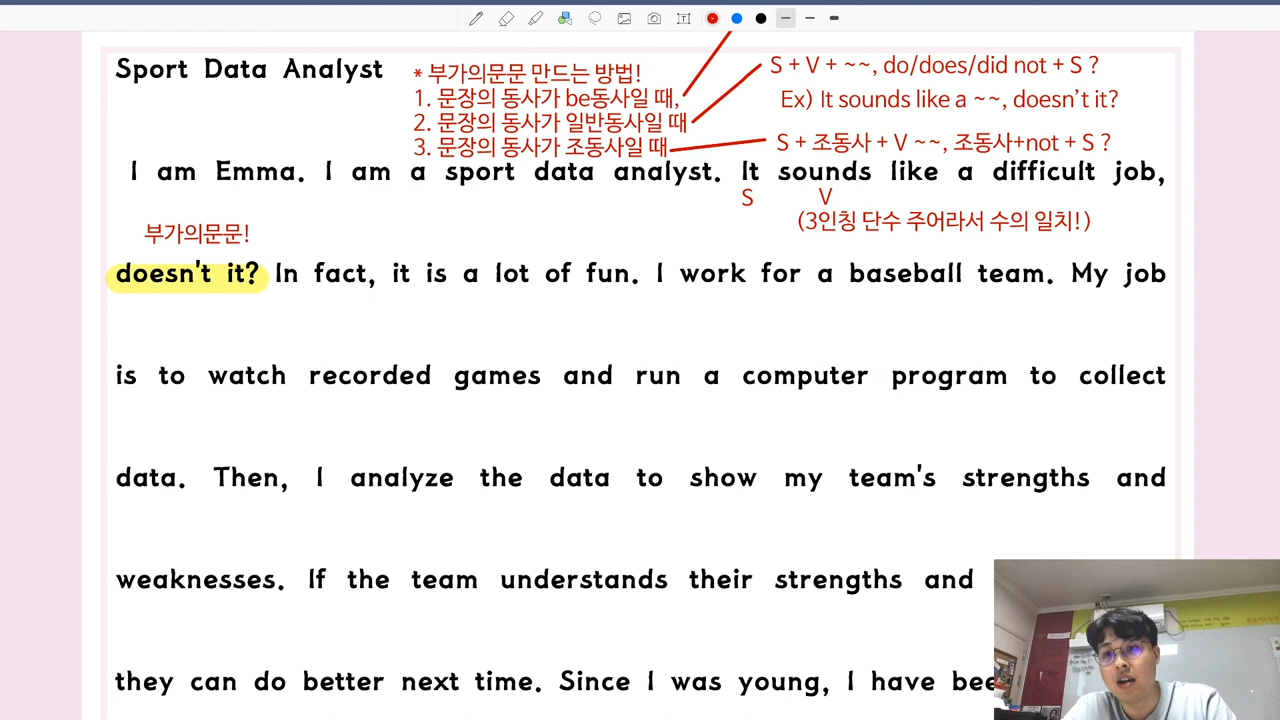 Sport Data Analyst
* 부가의문문 만드는 방법!
1. 문장의 동사가 be동사일 때,
2. 문장의 동사가 일반동사일 때
3. 문장의 동사가 조동사일 때
S + V + ~~, do/does/did not + S ?
Ex) It sounds like a ~~, doesn't it?
S + 조동사 + V ~~, 조동사+not + S ?
I am Emma. I am a sport data analyst. It sounds like a difficult job,
S V
(3인칭 단수 주어라서 수의 일치!)
부가의문문!
doesn't it? In fact, it is a lot of fun. I work for a baseball team. My job
is to watch recorded games and run a computer program to collect
data. Then, I analyze the data to show my team's strengths and
weaknesses. If the team understands their strengths and
they can do better next time. Since I was young, I have